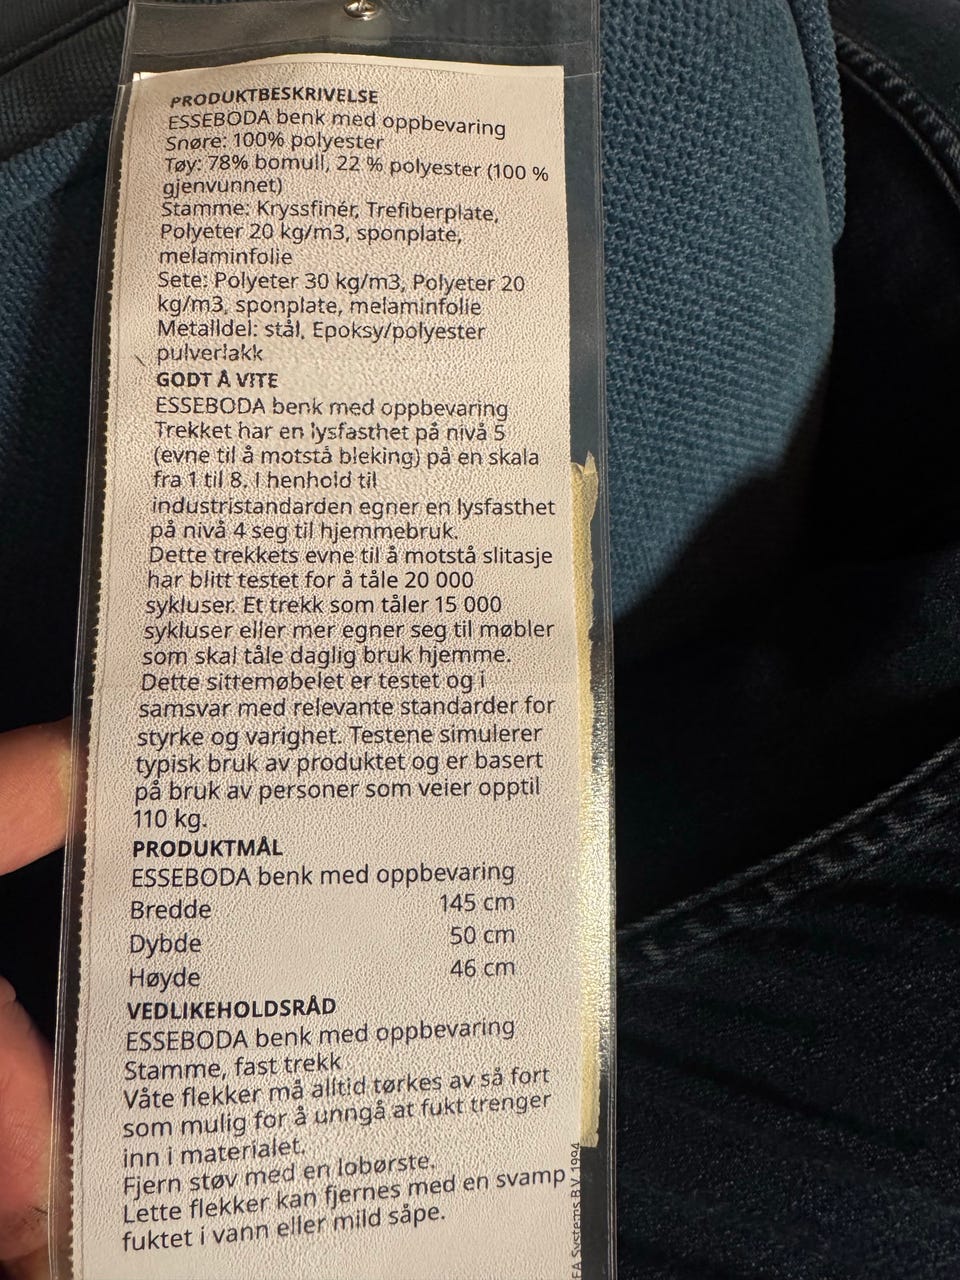 PRODUKTBESKRIVELSE
ESSEBODA benk med oppbevaring
Snøre: 100% polyester
Tøy: 78% bomull, 22 % polyester (100 %
gjenvunnet)
Stamme: Kryssfinér, Trefiberplate,
Polyeter 20 kg/m3, sponplate,
melaminfolie
Sete: Polyeter 30 kg/m3, Polyeter 20
kg/m3, sponplate, melaminfolie
Metalldel: stål, Epoksy/polyester
pulverlakk
GODT Å VITE
ESSEBODA benk med oppbevaring
Trekket har en lysfasthet på nivå 5
(evne til å motstå bleking) på en skala
fra 1 til 8. I henhold til
industristandarden egner en lysfasthet
på nivå 4 seg til hjemmebruk.
Dette trekkets evne til å motstå slitasje
har blitt testet for å tåle 20 000
sykluser. Et trekk som tåler 15 000
sykluser eller mer egner seg til møbler
som skal tåle daglig bruk hjemme.
Dette sittemøbelet er testet og i
samsvar med relevante standarder for
styrke og varighet. Testene simulerer
typisk bruk av produktet og er basert
på bruk av personer som veier opptil
110 kg.
PRODUKTMÅL
ESSEBODA benk med oppbevaring
Bredde 145 cm
Dybde 50 cm
Høyde 46 cm
VEDLIKEHOLDSRÅD
ESSEBODA benk med oppbevaring
Stamme, fast trekk
Våte flekker må alltid tørkes av så fort
som mulig for å unngå at fukt trenger
inn i materialet.
Fjern støv med en lobørste.
Lette flekker kan fjernes med en svamp
fuktet i vann eller mild såpe.
Systems B.V. 1994